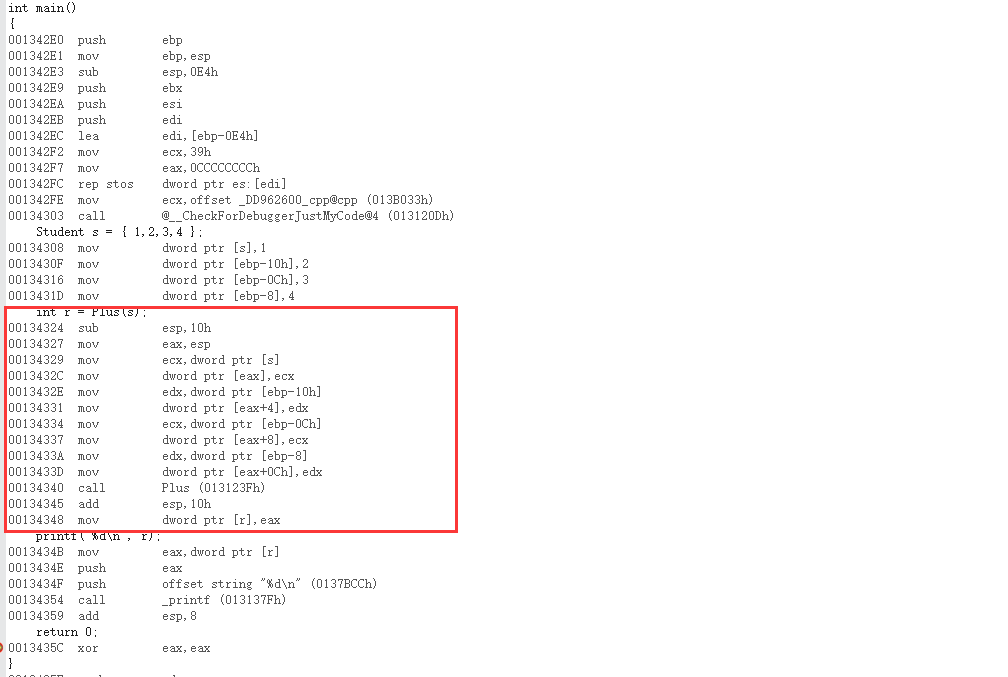 int main()
{
001342E0 push ebp
001342E1 mov ebp,esp
001342E3 sub esp,0E4h
001342E9 push ebx
001342EA push esi
001342EB push edi
001342EC lea edi,[ebp-0E4h]
001342F2 mov ecx,39h
001342F7 mov eax,0CCCCCCCCh
001342FC rep stos dword ptr es:[edi]
001342FE mov ecx,offset _DD962600_cpp@cpp (013B033h)
00134303 call @__CheckForDebuggerJustMyCode@4 (013120Dh)
Student s = { 1,2,3,4 };
00134308 mov dword ptr [s],1
0013430F mov dword ptr [ebp-10h],2
00134316 mov dword ptr [ebp-0Ch],3
0013431D mov dword ptr [ebp-8],4
int r = Plus(s);
00134324 sub esp,10h
00134327 mov eax,esp
00134329 mov ecx,dword ptr [s]
0013432C mov dword ptr [eax],ecx
0013432E mov edx,dword ptr [ebp-10h]
00134331 mov dword ptr [eax+4],edx
00134334 mov ecx,dword ptr [ebp-0Ch]
00134337 mov dword ptr [eax+8],ecx
0013433A mov edx,dword ptr [ebp-8]
0013433D mov dword ptr [eax+0Ch],edx
00134340 call Plus (013123Fh)
00134345 add esp,10h
00134348 mov dword ptr [r],eax
printf("%d\n", r);
0013434B mov eax,dword ptr [r]
0013434E push eax
0013434F push offset string "%d\n" (0137BCCh)
00134354 call _printf (013137Fh)
00134359 add esp,8
return 0;
0013435C xor eax,eax
}